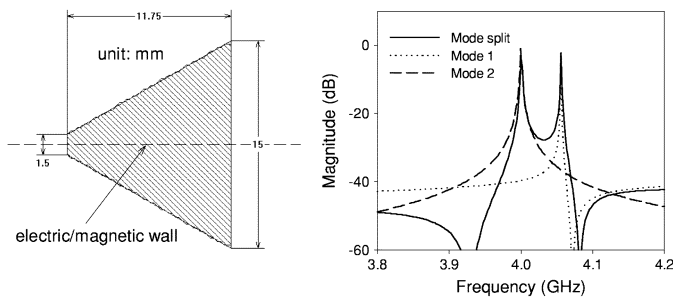 11.75
unit: mm
1.5
15
electric/magnetic wall
Magnitude (dB)
0
-20
-40
-60
Mode split
Mode 1
Mode 2
3.8
3.9
4.0
4.1
4.2
Frequency (GHz)